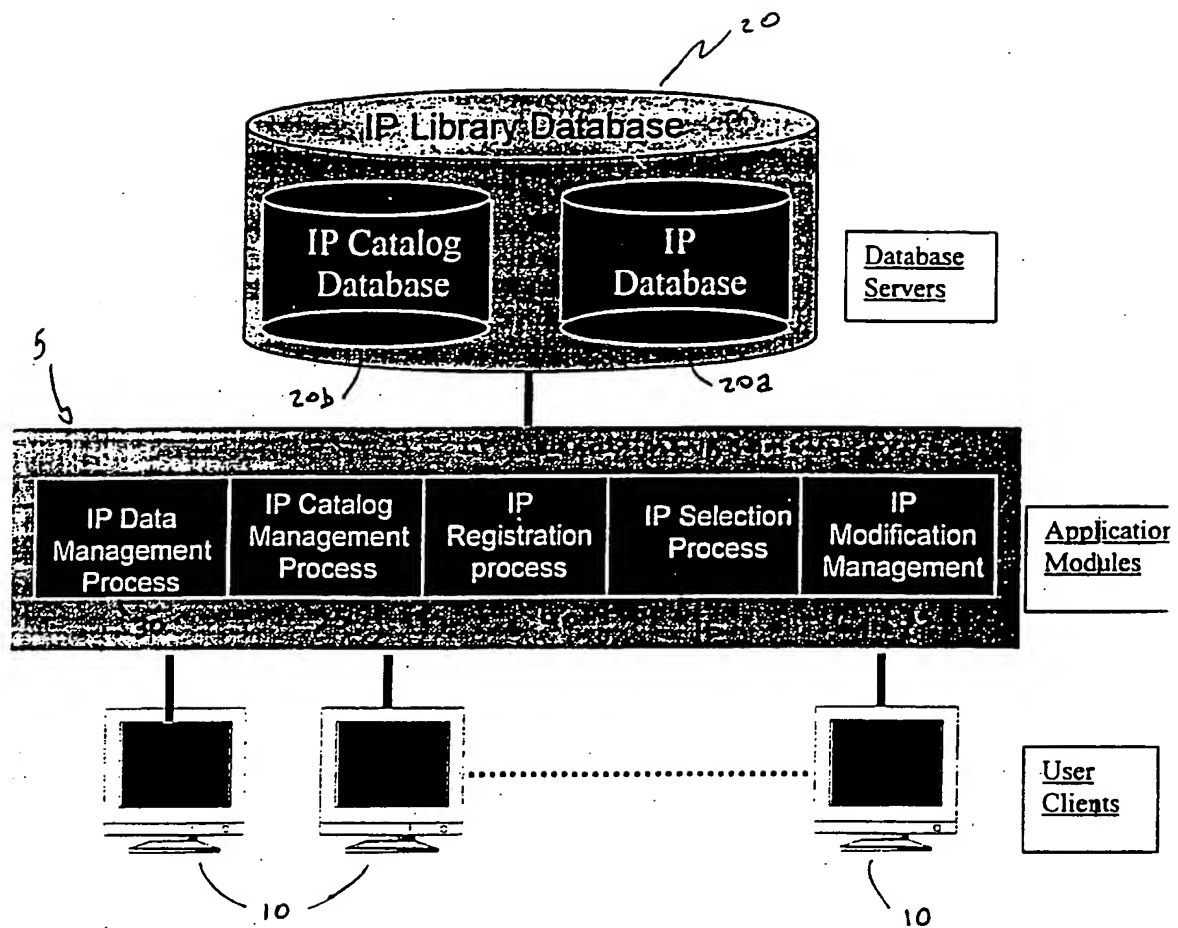 20
IP Library Database
IP Catalog
Database
IP
Database
Database
Servers
5
20b
20a
IP Data
Management
Process
IP Catalog
Management
Process
IP
Registration
process
IP Selection
Process
IP
Modification
Management
Application
Modules
User
Clients
10
10